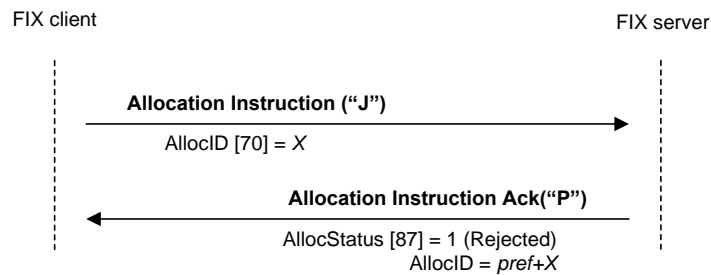 FIX client
FIX server
Allocation Instruction (“J”)
AllocID [70] = X
Allocation Instruction Ack(“P”)
AllocStatus [87] = 1 (Rejected)
AllocID = pref+X